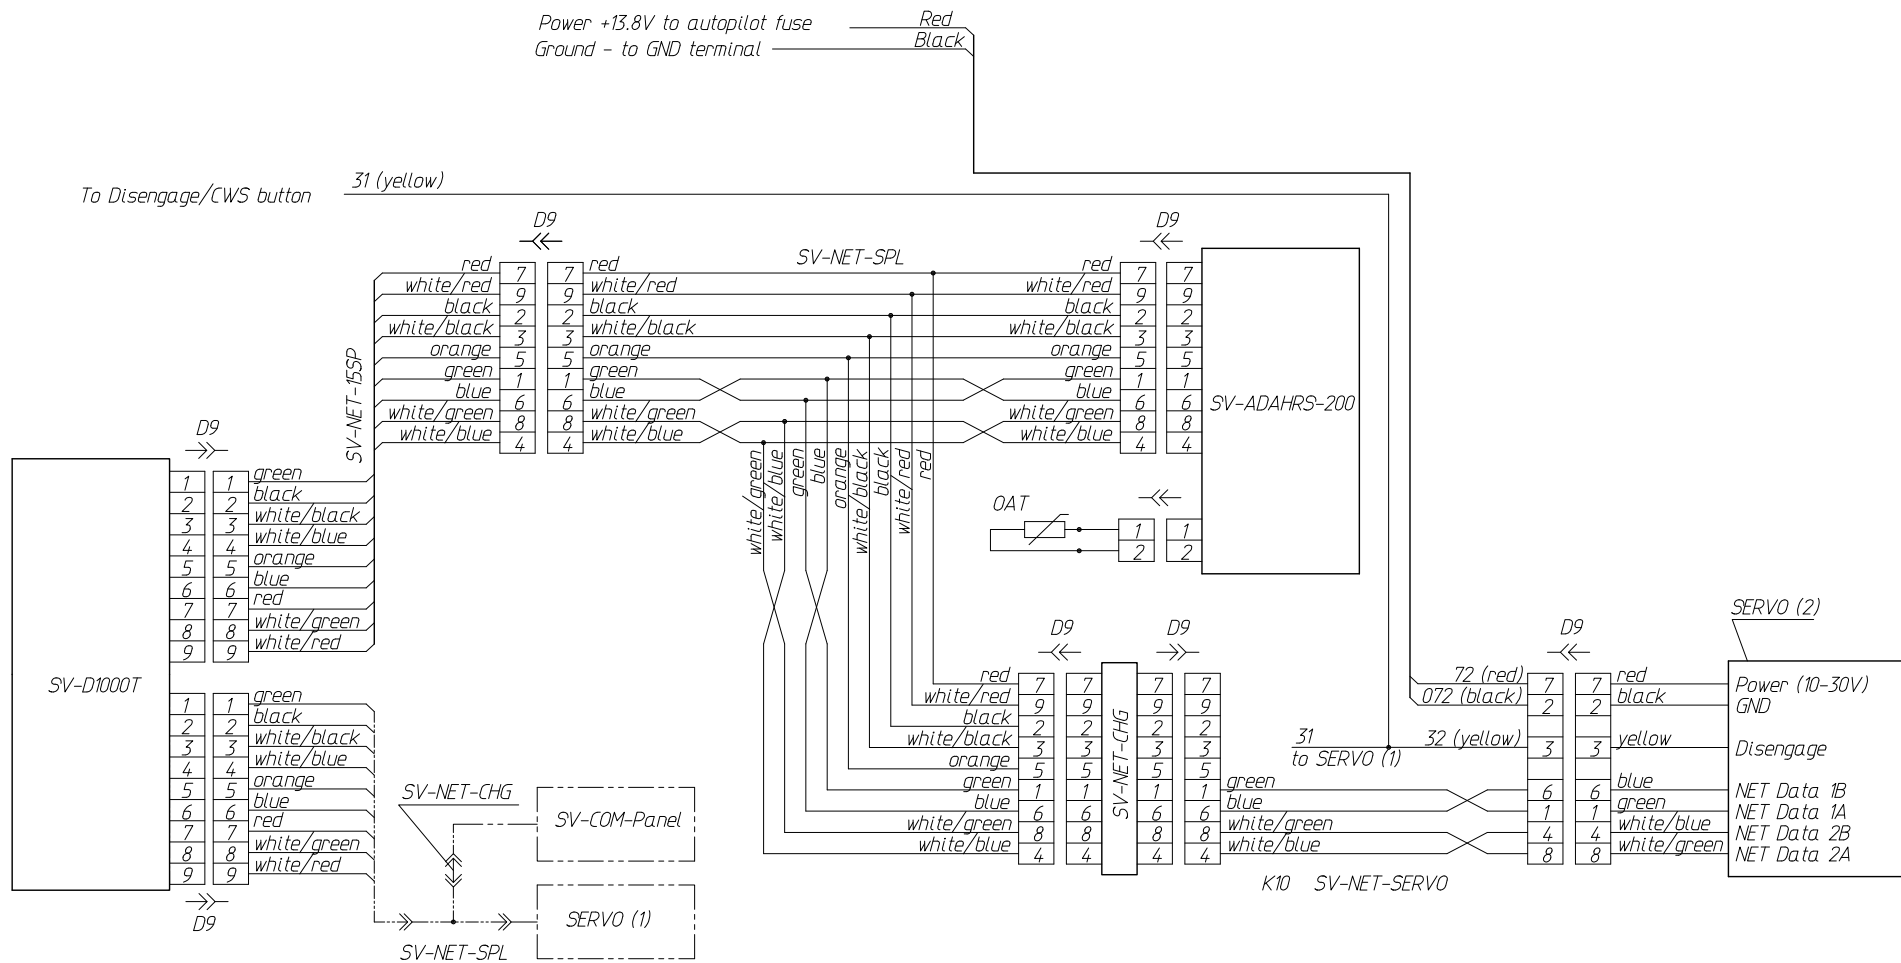 Power +13.8V to autopilot fuse
Red
Ground - to GND terminal
Black
To Disengage/CWS button
31 (yellow)
D9
SV-NET-SPL
D9
red 7 7 red red 7 7
white/red 9 9 white/red white/red 9 9
black 2 2 black black 2 2
white/black 3 3 white/black white/black 3 3
orange 5 5 orange orange 5 5
green 1 1 green green 1 1
blue 6 6 blue blue 6 6
white/green 8 8 white/green white/green 8 8
white/blue 4 4 white/blue white/blue 4 4
SV-NET-15SP
SV-ADAHRS-200
white/green
white/blue
green
blue
orange
white/black
black
white/red
red
OAT
1 1
2 2
D9
1 1 green
2 2 black
3 3 white/black
4 4 white/blue
5 5 orange
6 6 blue
7 7 red
8 8 white/green
9 9 white/red
SV-D1000T
1 1 green
2 2 black
3 3 white/black
4 4 white/blue
5 5 orange
6 6 blue
7 7 red
8 8 white/green
9 9 white/red
D9
SV-NET-CHG
SV-COM-Panel
SERVO (1)
SV-NET-SPL
D9
D9
red 7 7 7 7
white/red 9 9 9 9
black 2 2 2 2
white/black 3 3 3 3
orange 5 5 5 5
green 1 1 1 1 green
blue 6 6 6 6 blue
white/green 8 8 8 8 white/green
white/blue 4 4 4 4 white/blue
SV-NET-CHG
K10 SV-NET-SERVO
31
to SERVO (1)
D9
SERVO (2)
72 (red) 7 7 red Power (10-30V)
072 (black) 2 2 black GND
32 (yellow) 3 3 yellow Disengage
6 6 blue NET Data 1B
1 1 green NET Data 1A
4 4 white/blue NET Data 2B
8 8 white/green NET Data 2A